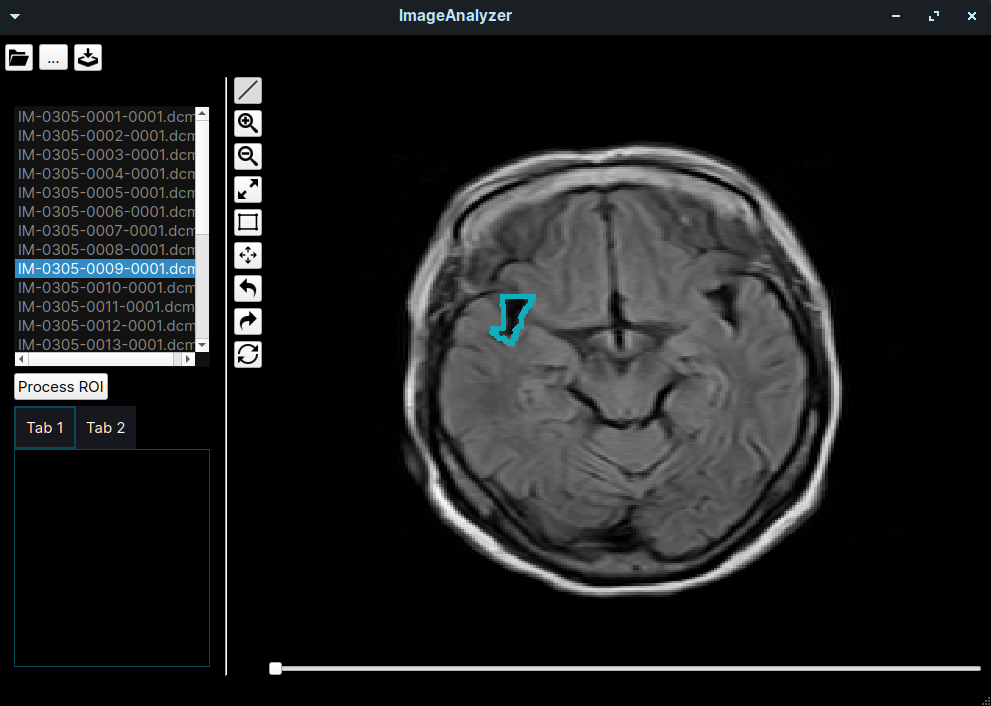 ImageAnalyzer
...
IM-0305-0001-0001.dcm
IM-0305-0002-0001.dcm
IM-0305-0003-0001.dcm
IM-0305-0004-0001.dcm
IM-0305-0005-0001.dcm
IM-0305-0006-0001.dcm
IM-0305-0007-0001.dcm
IM-0305-0008-0001.dcm
IM-0305-0009-0001.dcm
IM-0305-0010-0001.dcm
IM-0305-0011-0001.dcm
IM-0305-0012-0001.dcm
IM-0305-0013-0001.dcm
Process ROI
Tab 1 Tab 2